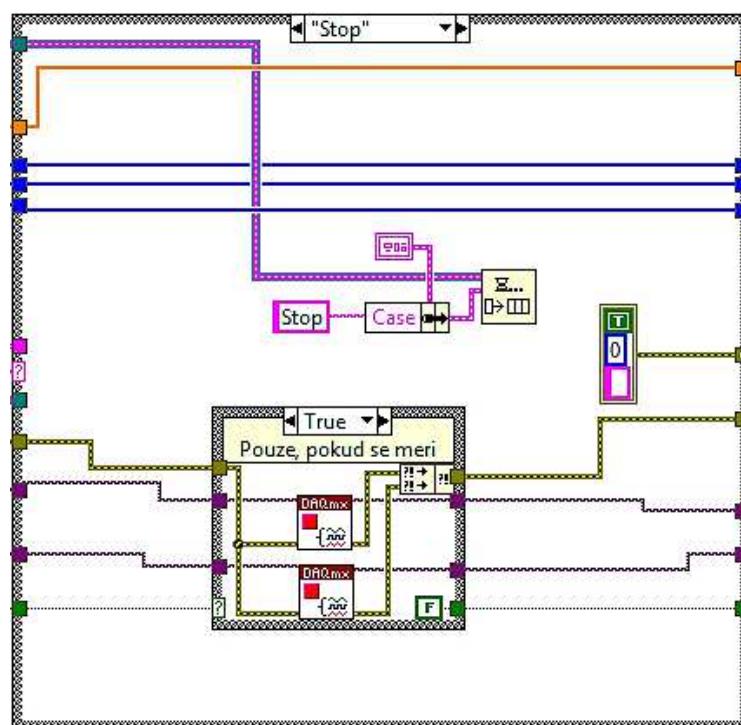 "Stop"
Stop
Case
T
0
?
True
Pouze, pokud se meri
?!
?!
?!
DAQmx
DAQmx
?
F